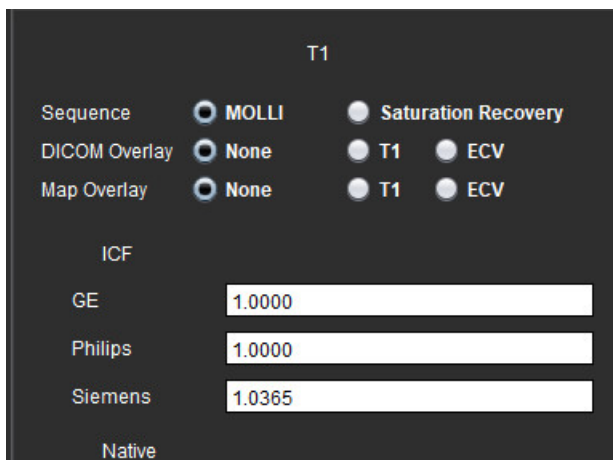 T1
Sequence MOLLI Saturation Recovery
DICOM Overlay None T1 ECV
Map Overlay None T1 ECV
ICF
GE 1.0000
Philips 1.0000
Siemens 1.0365
Native